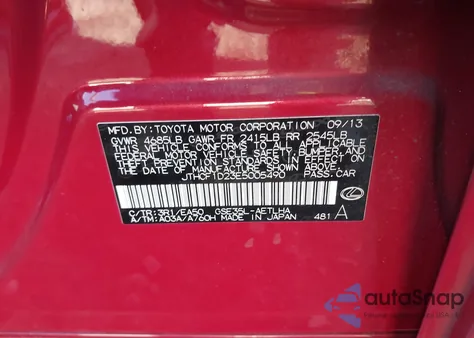 MFD.BY:TOYOTA MOTOR CORPORATION 09/13
GVWR 4685LB GAWR FR 2415LB RR 2545LB
THIS VEHICLE CONFORMS TO ALL APPLICABLE
FEDERAL MOTOR VEHICLE SAFETY, BUMPER, AND
THEFT PREVENTION STANDARDS IN EFFECT ON
THE DATE OF MANUFACTURE SHOWN ABOVE.
JTHCF1D23E5005490 PASS.CAR
C/TR:3R1/EA50 GSE35L-AETLHA
A/TM:A03A/A760H MADE IN JAPAN 481 A
autoSnap